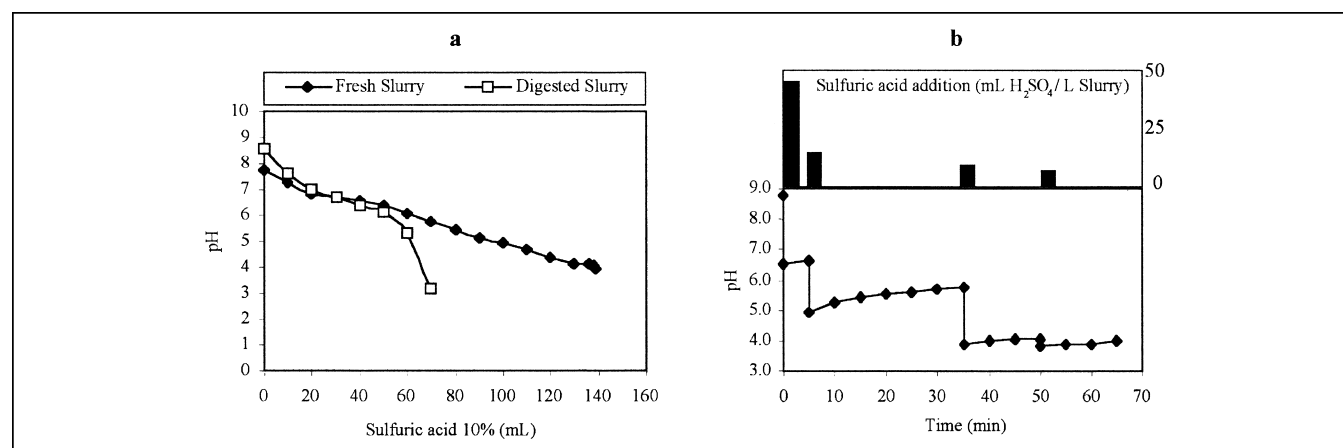 a
Fresh Slurry Digested Slurry
10
9
8
7
6
5
4
3
2
1
0
pH
0 20 40 60 80 100 120 140 160
Sulfuric acid 10% (mL)
b
Sulfuric acid addition (mL H₂SO₄/ L Slurry)
50
25
0
9.0
8.0
7.0
6.0
5.0
4.0
3.0
pH
0 10 20 30 40 50 60 70
Time (min)